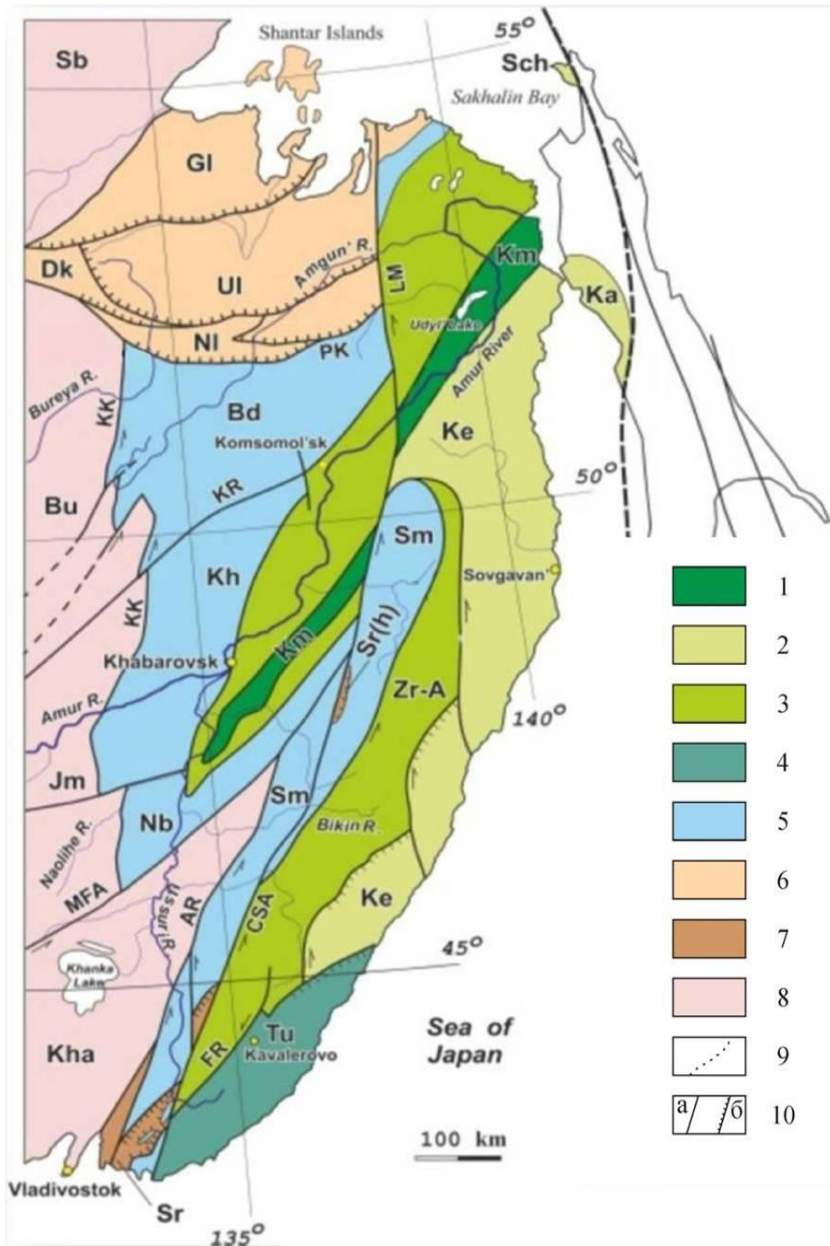 Shantar Islands
55°
Sb
Sch
Sakhalin Bay
Gl
Amgun' R.
Dk
Ul
LM
Km
Ka
Nl
PK
Udyl' Lake
Bureya R.
KK
Bd
Amur River
Ke
Komsomol'sk
KR
50°
Bu
Sm
Kh
Sovgavan'
1
KK
Km
Sr(h)
2
Khabarovsk
Zr-A
3
Amur R.
140°
4
Jm
Sm
Nb
Bikin R.
5
Naolihe R.
MFA
Ussuri R.
AR
CSA
Ke
6
45°
7
Khanka
Lake
8
Kha
FR
Tu
Kavalerovo
Sea of
Japan
9
а
б
10
100 km
Vladivostok
Sr
135°